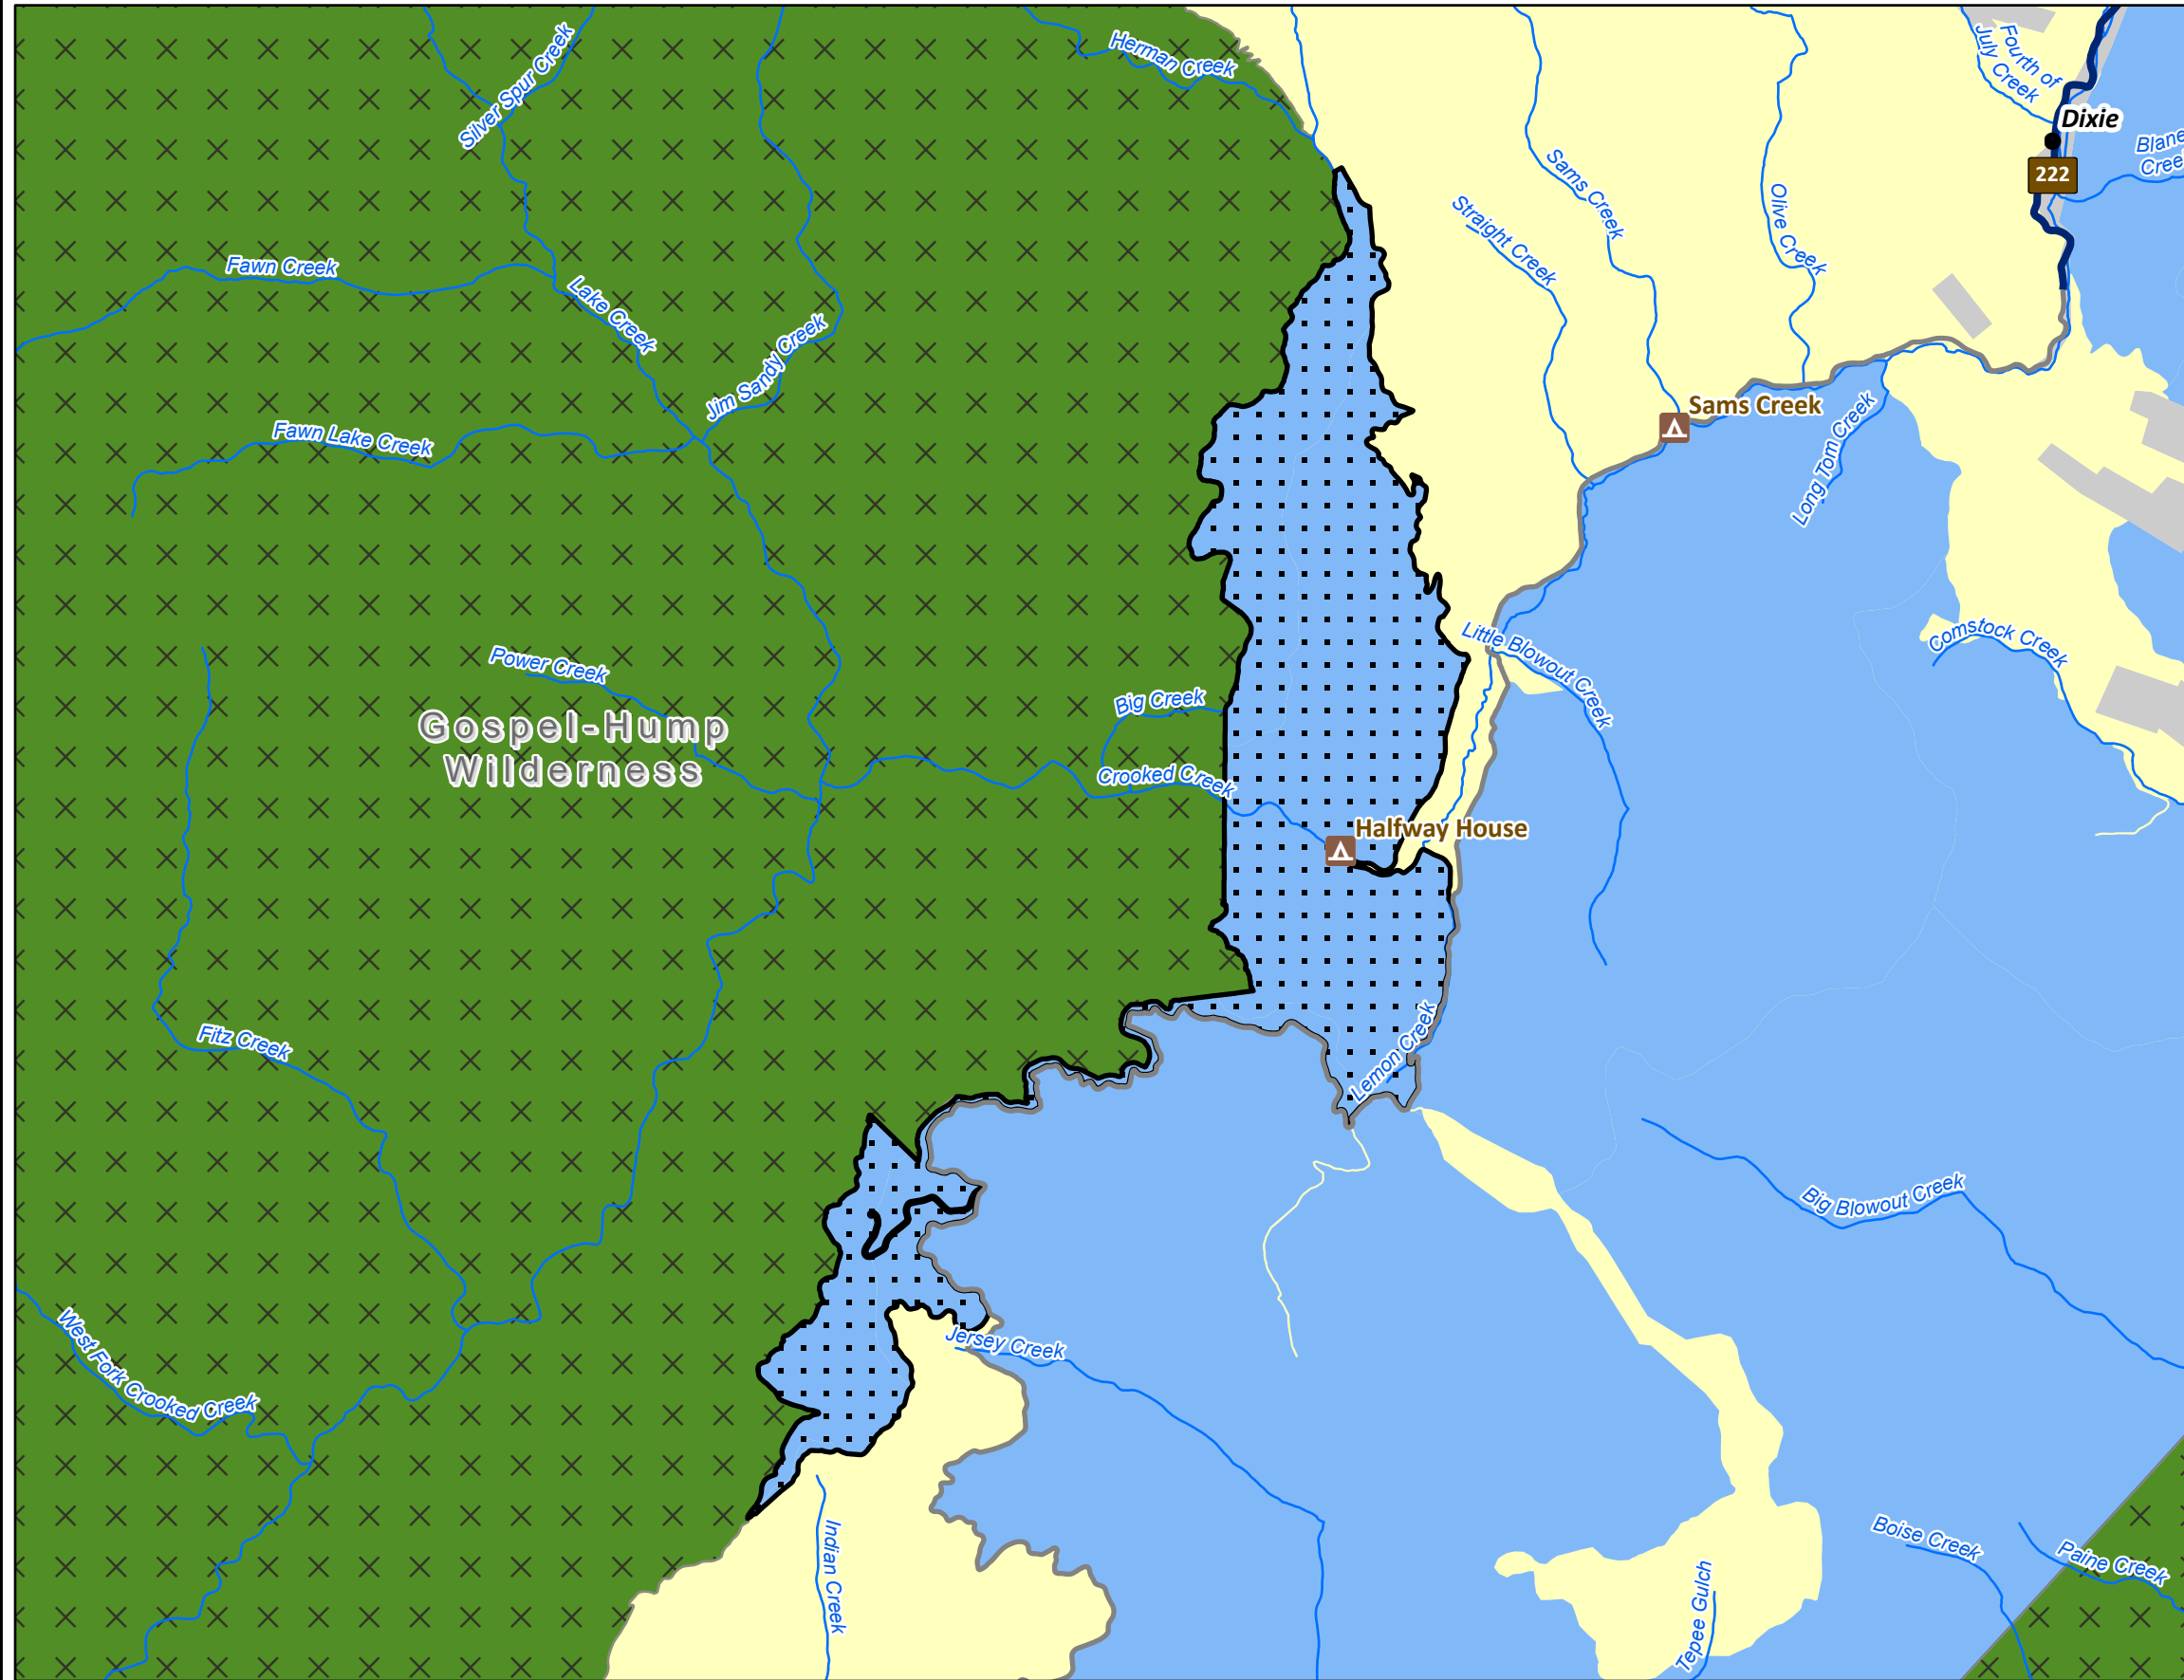 Silver Spur Creek
Herman Creek
Fourth of
July Creek
Dixie
Blane
Cree
222
Sams Creek
Straight Creek
Olive Creek
Fawn Creek
Lake Creek
Jim Sandy Creek
Fawn Lake Creek
Sams Creek
Long Tom Creek
Little Blowout Creek
Comstock Creek
Power Creek
Big Creek
Gospel-Hump
Wilderness
Crooked Creek
Halfway House
Fitz Creek
Lemon Creek
Big Blowout Creek
West Fork Crooked Creek
Jersey Creek
Indian Creek
Boise Creek
Paine Creek
Tepee Gulch